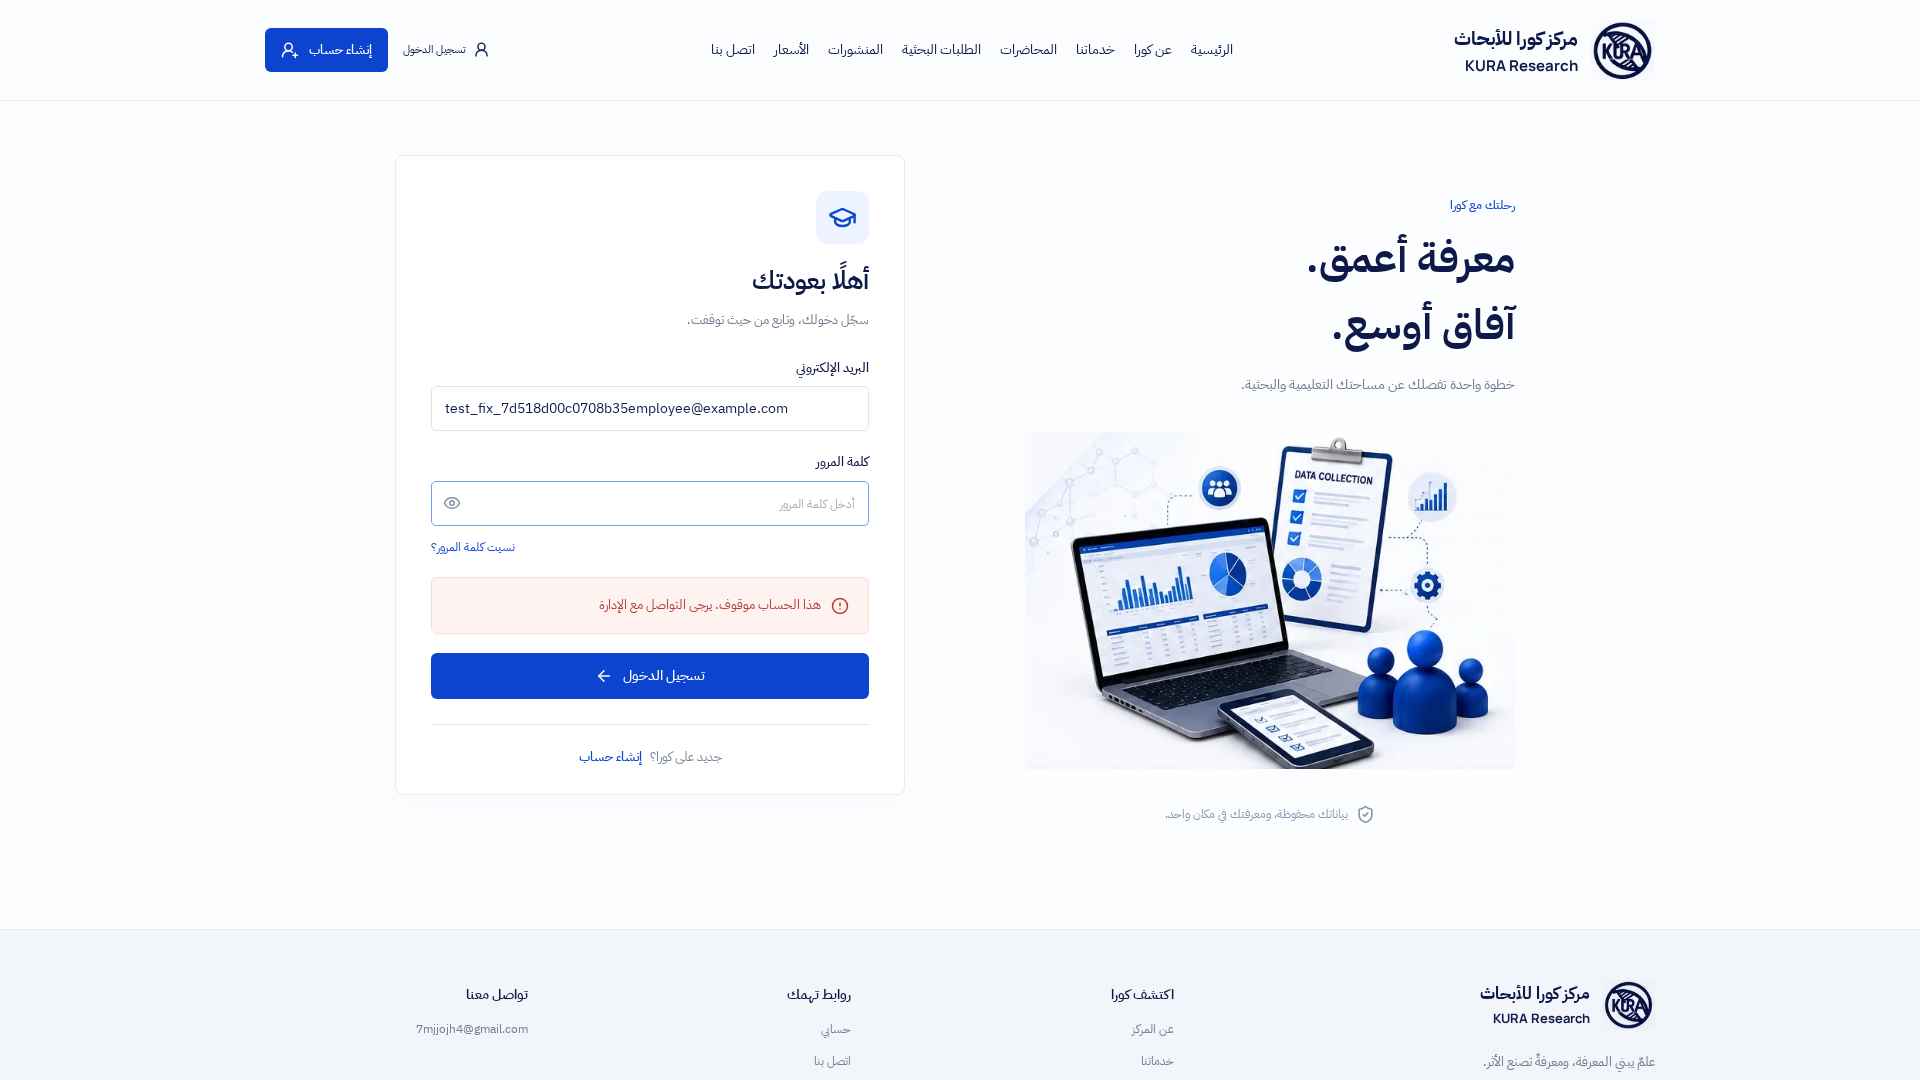 مركز كورا للأبحاث
KURA Research
KURA
الرئيسية
عن كورا
خدماتنا
المحاضرات
الطلبات البحثية
المنشورات
الأسعار
اتصل بنا
تسجيل الدخول
إنشاء حساب
رحلتك مع كورا
معرفة أعمق.
آفاق أوسع.
خطوة واحدة تفصلك عن مساحتك التعليمية والبحثية.
DATA COLLECTION
بياناتك محفوظة، ومعرفتك في مكان واحد.
أهلًا بعودتك
سجّل دخولك، وتابع من حيث توقفت.
البريد الإلكتروني
test_fix_7d518d00c0708b35employee@example.com
كلمة المرور
أدخل كلمة المرور
نسيت كلمة المرور؟
هذا الحساب موقوف. يرجى التواصل مع الإدارة
تسجيل الدخول
جديد على كورا؟ إنشاء حساب
مركز كورا للأبحاث
KURA Research
KURA
علمٌ يبني المعرفة، ومعرفةٌ تصنع الأثر.
اكتشف كورا
عن المركز
خدماتنا
روابط تهمك
حسابي
اتصل بنا
تواصل معنا
7mjjojh4@gmail.com